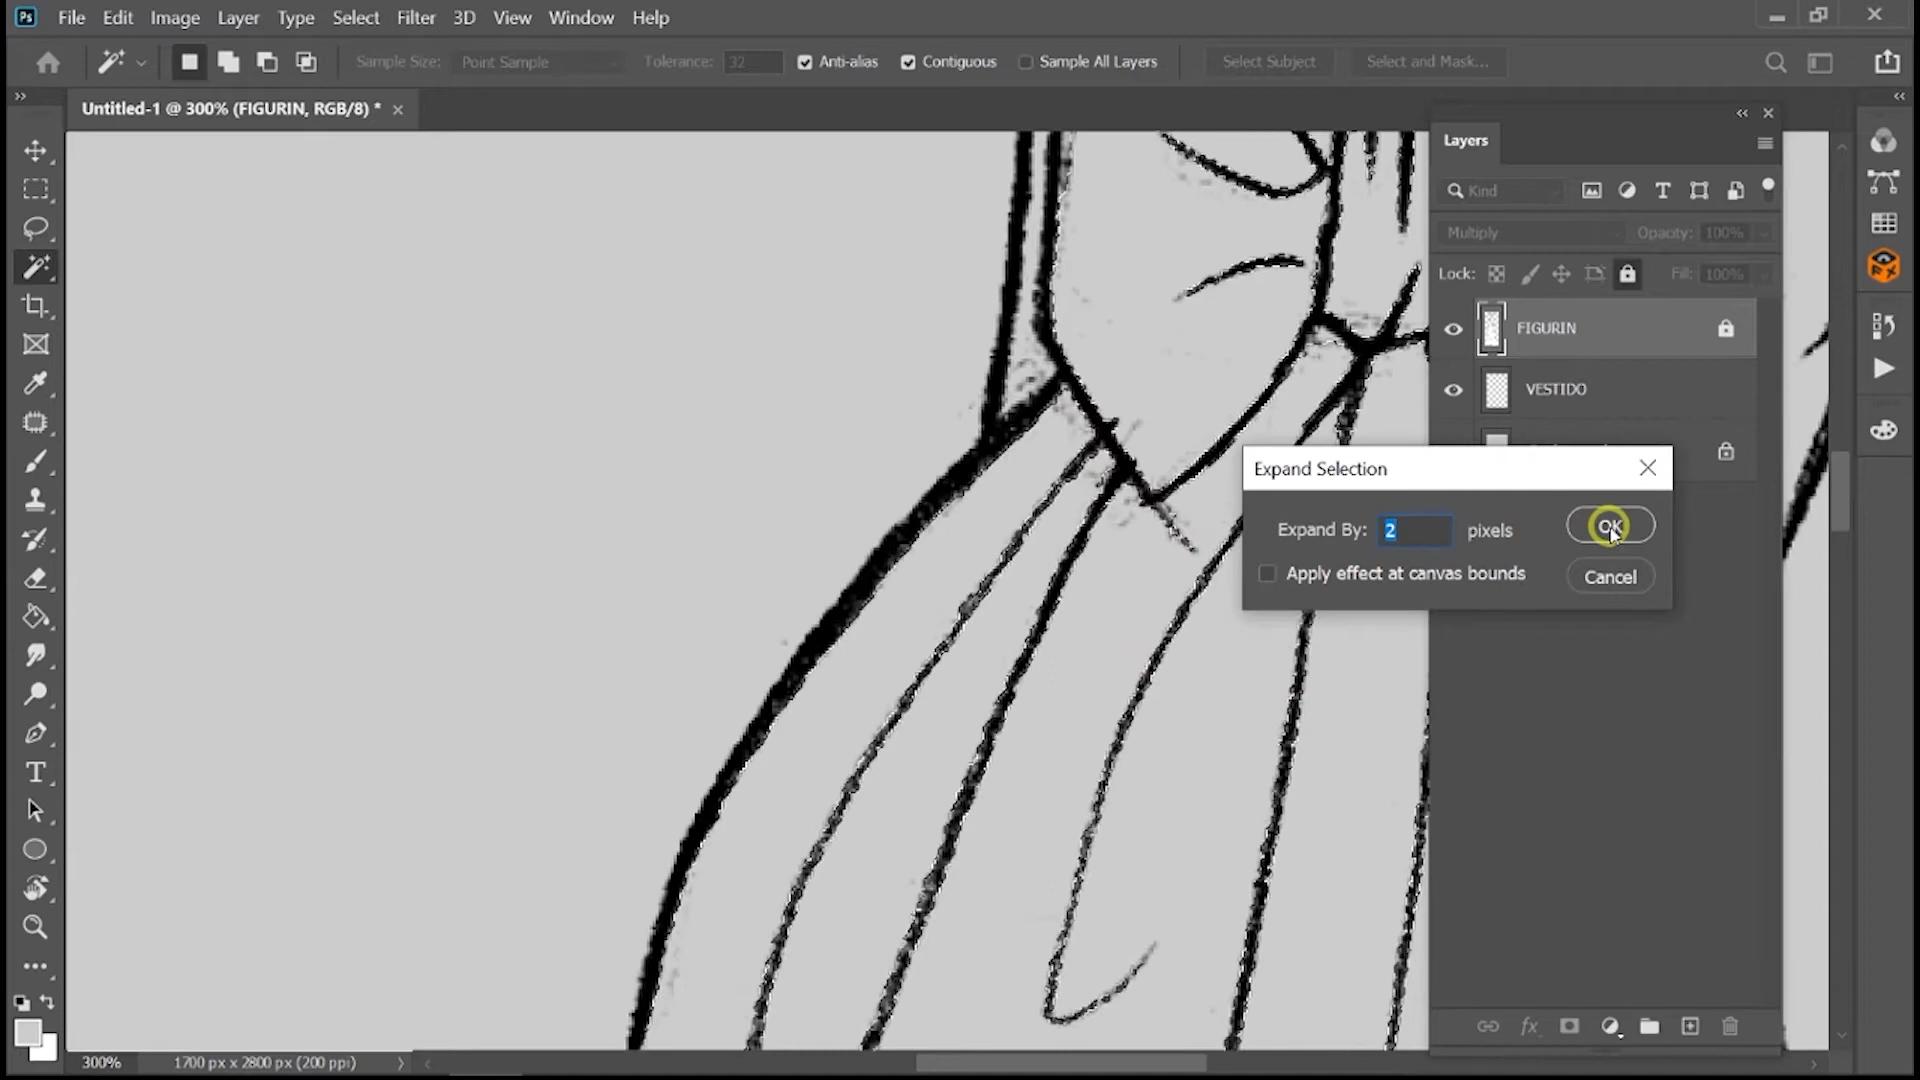 Ps File Edit Image Layer Type Select Filter 3D View Window Help
Sample Size: Point Sample Tolerance: 32 Anti-alias Contiguous Sample All Layers Select Subject Select and Mask...
Untitled-1 @ 300% (FIGURIN, RGB/8) *
Layers
Kind
Multiply Opacity: 100%
Lock: Fill: 100%
FIGURIN
VESTIDO
Expand Selection
Expand By: 2 pixels OK
Apply effect at canvas bounds Cancel
300% 1700 px x 2800 px (200 ppi)